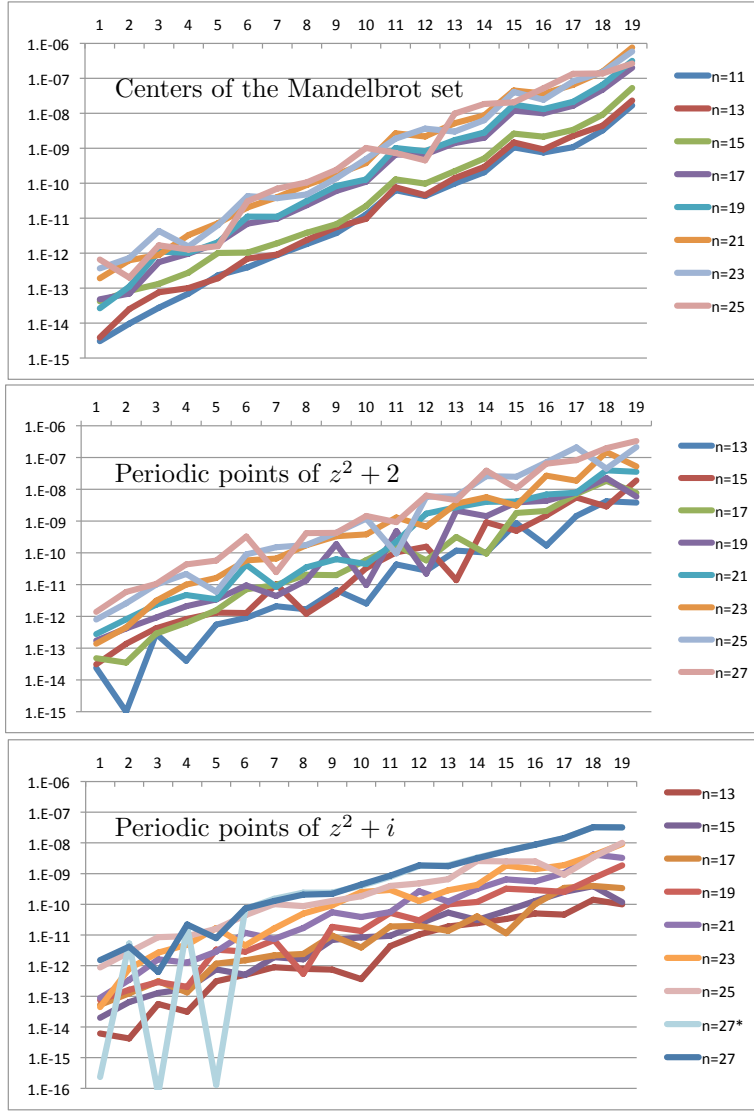 1 2 3 4 5 6 7 8 9 10 11 12 13 14 15 16 17 18 19
1.E-06
Centers of the Mandelbrot set
1.E-07
1.E-08
1.E-09
1.E-10
1.E-11
1.E-12
1.E-13
1.E-14
1.E-15
n=11
n=13
n=15
n=17
n=19
n=21
n=23
n=25
1 2 3 4 5 6 7 8 9 10 11 12 13 14 15 16 17 18 19
1.E-06
Periodic points of z² + 2
1.E-07
1.E-08
1.E-09
1.E-10
1.E-11
1.E-12
1.E-13
1.E-14
1.E-15
n=13
n=15
n=17
n=19
n=21
n=23
n=25
n=27
1 2 3 4 5 6 7 8 9 10 11 12 13 14 15 16 17 18 19
1.E-06
Periodic points of z² + i
1.E-07
1.E-08
1.E-09
1.E-10
1.E-11
1.E-12
1.E-13
1.E-14
1.E-15
1.E-16
n=13
n=15
n=17
n=19
n=21
n=23
n=25
n=27*
n=27